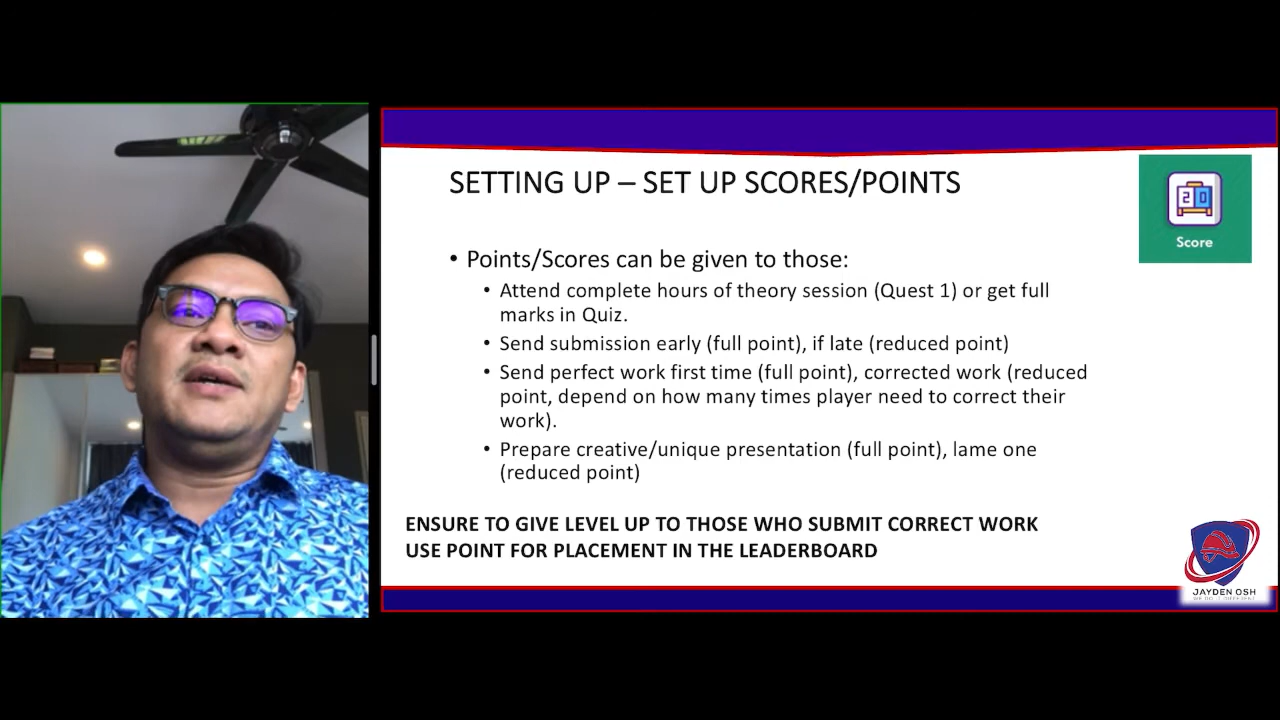 SETTING UP – SET UP SCORES/POINTS
2 0
Score
• Points/Scores can be given to those:
• Attend complete hours of theory session (Quest 1) or get full
marks in Quiz.
• Send submission early (full point), if late (reduced point)
• Send perfect work first time (full point), corrected work (reduced
point, depend on how many times player need to correct their
work).
• Prepare creative/unique presentation (full point), lame one
(reduced point)
ENSURE TO GIVE LEVEL UP TO THOSE WHO SUBMIT CORRECT WORK
USE POINT FOR PLACEMENT IN THE LEADERBOARD
JAYDEN OSH